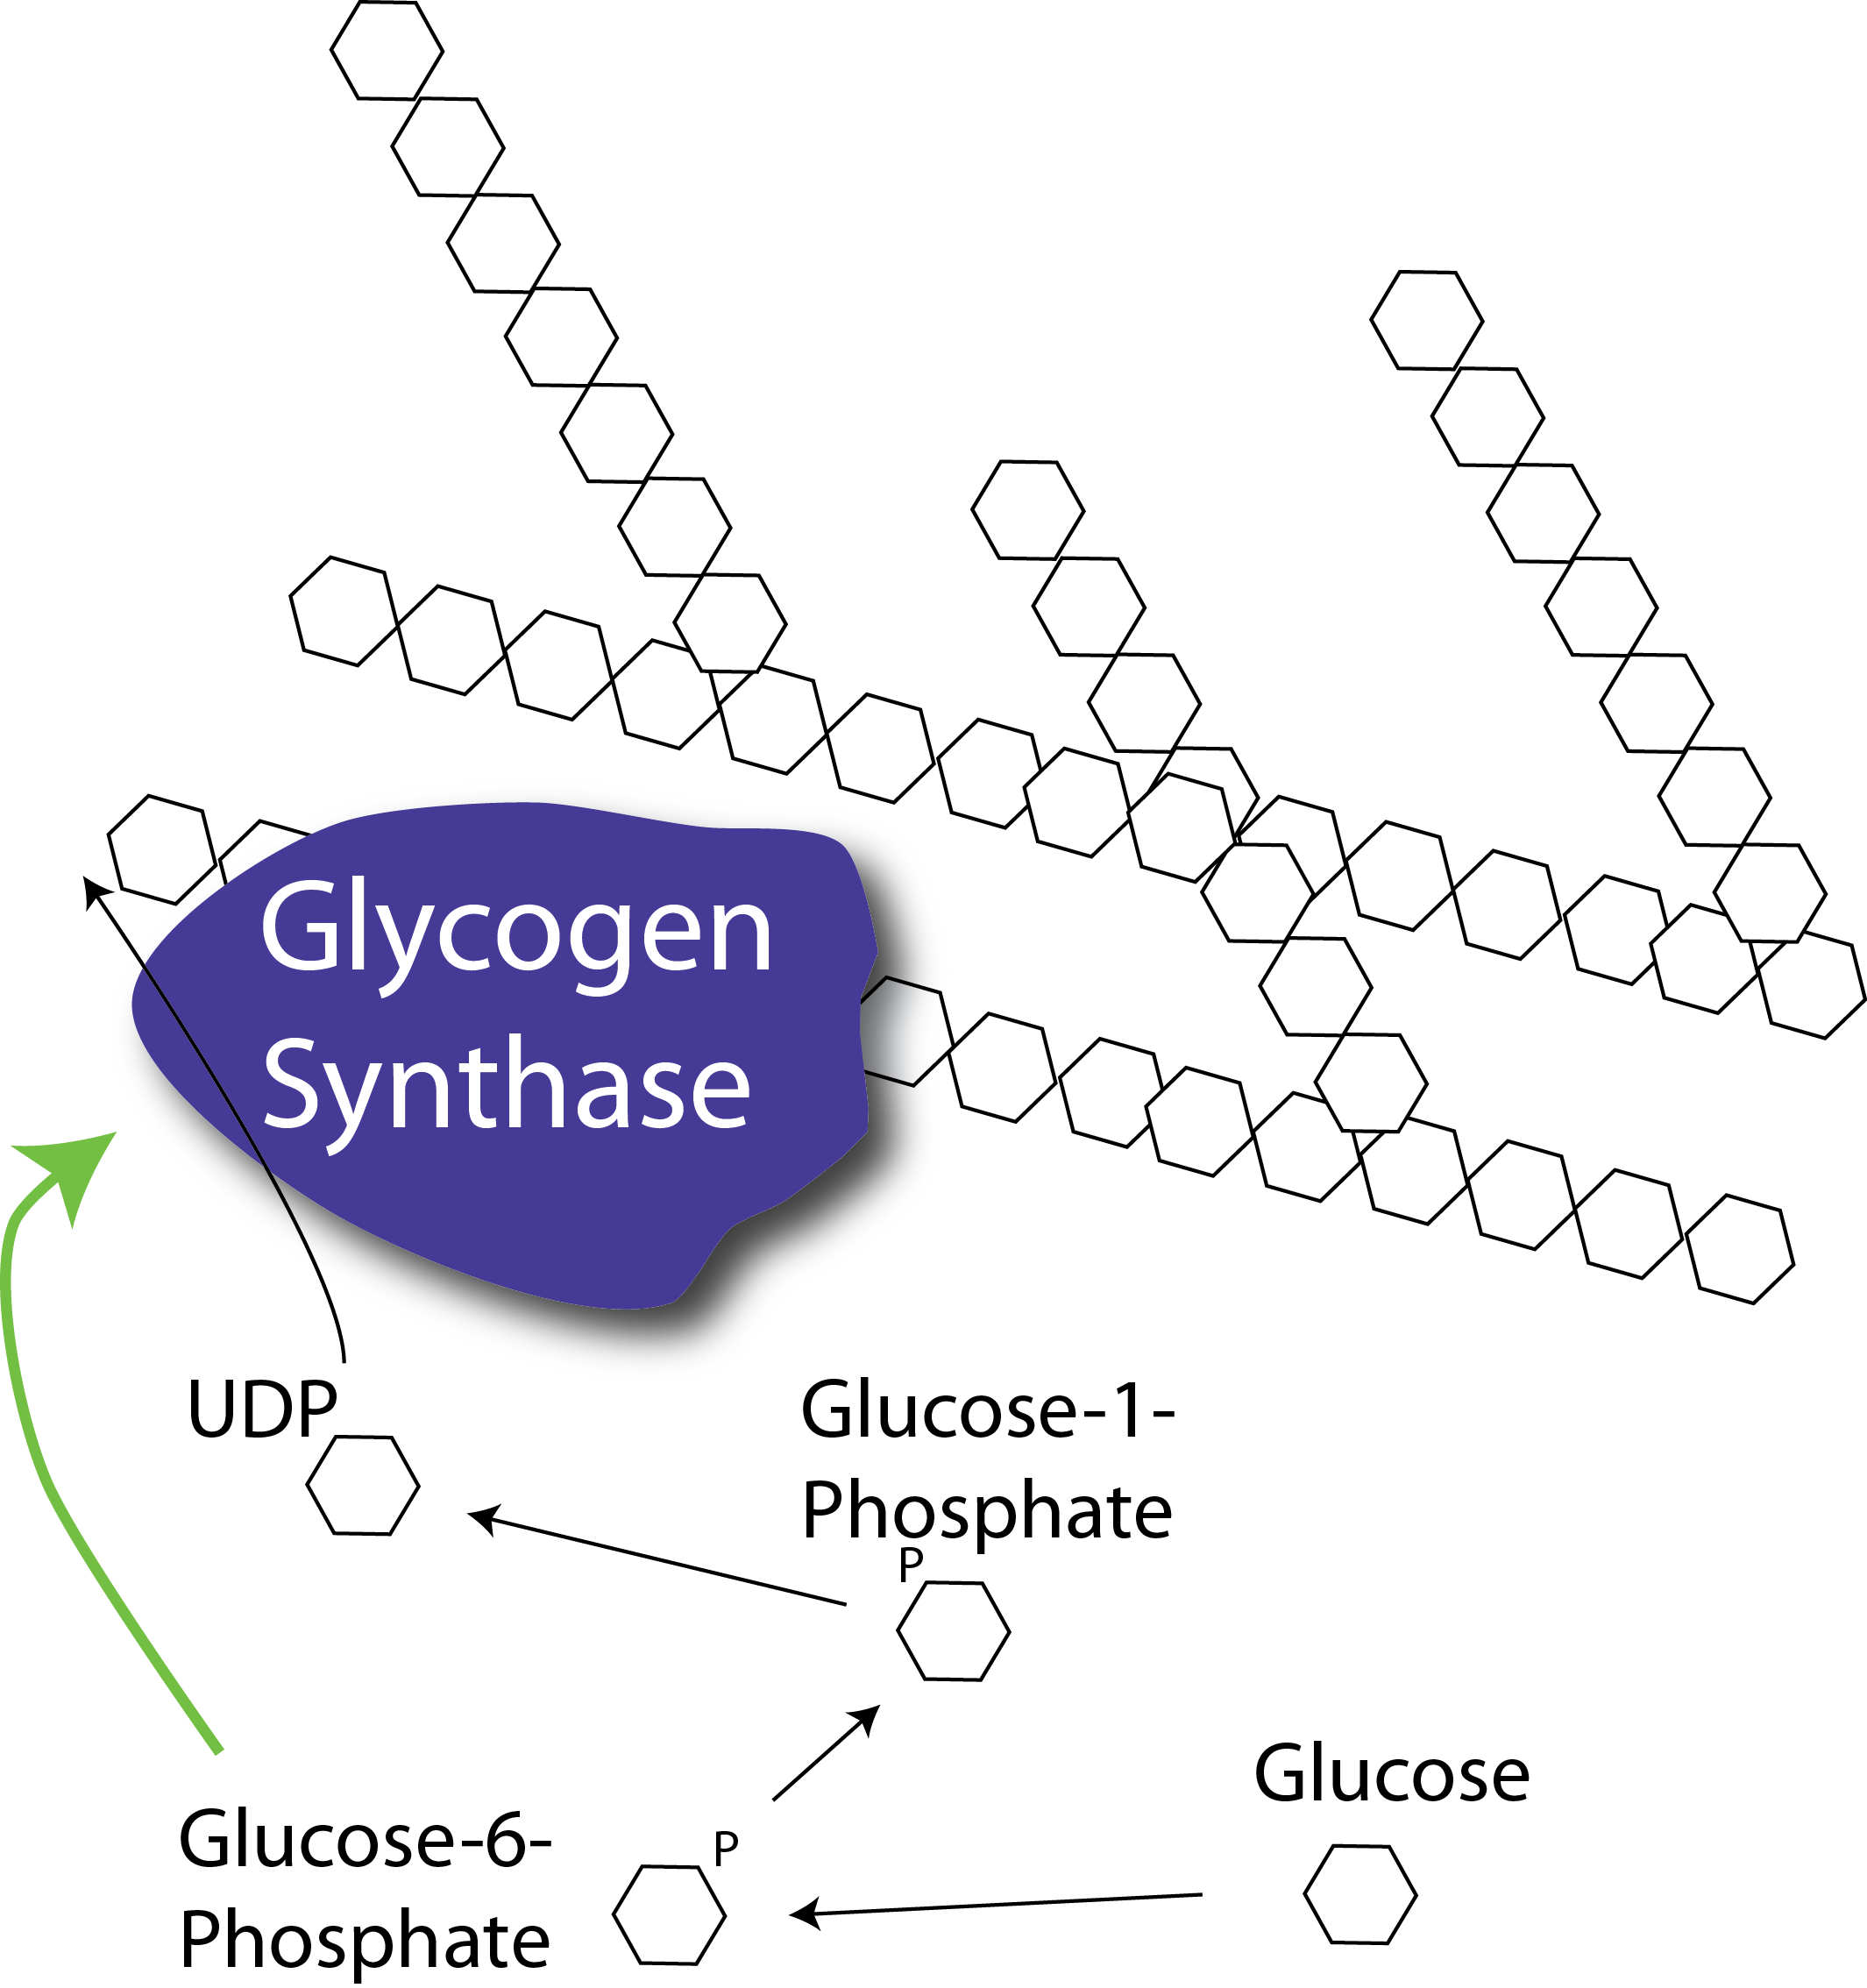 Glycogen
Synthase
UDP
Glucose-1-
Phosphate
P
Glucose
Glucose-6-
Phosphate
P